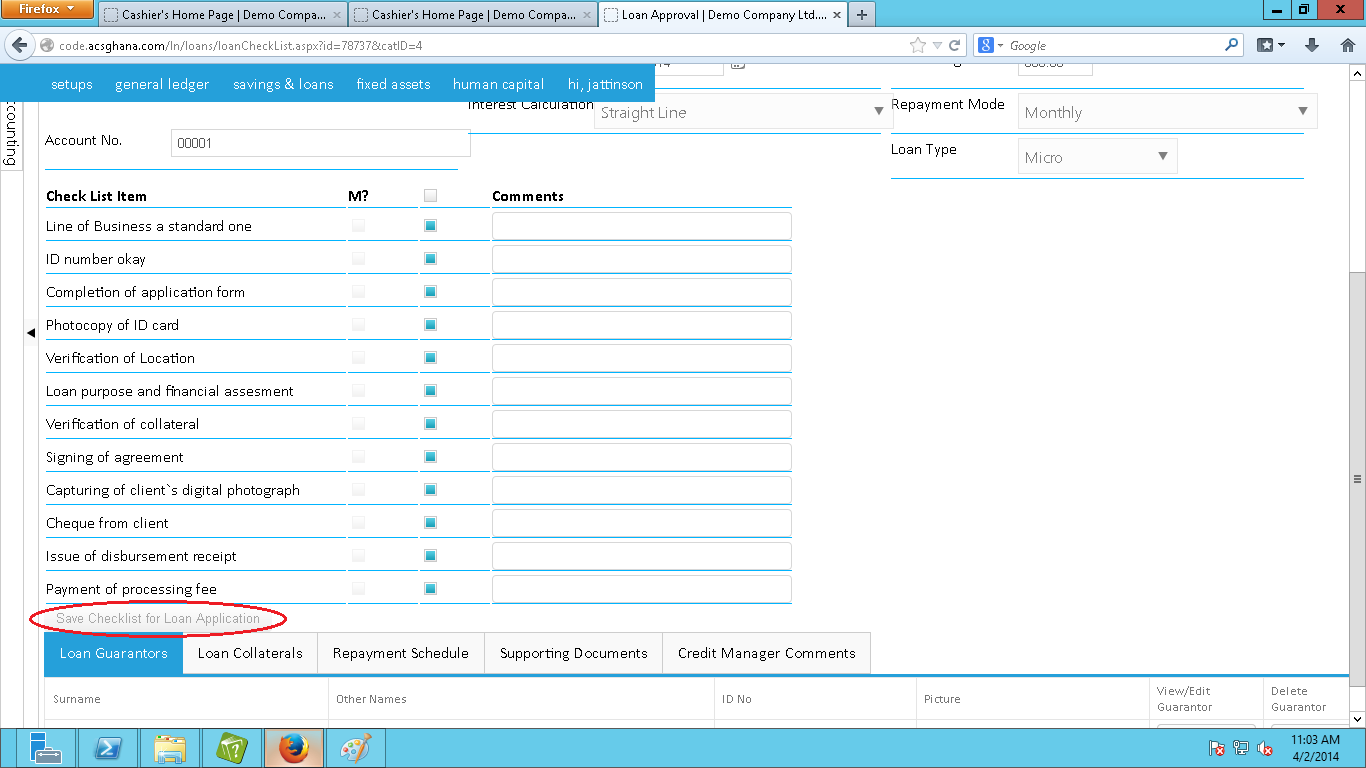 Firefox
Cashier's Home Page | Demo Compa...
Cashier's Home Page | Demo Compa...
Loan Approval | Demo Company Ltd....
code.acsghana.com/ln/loans/loanCheckList.aspx?id=78737&catID=4
Google
setups general ledger savings & loans fixed assets human capital hi, jattinson
Interest Calculation
Straight Line
Repayment Mode
Monthly
Account No.
00001
Loan Type
Micro
Check List Item M? Comments
Line of Business a standard one
ID number okay
Completion of application form
Photocopy of ID card
Verification of Location
Loan purpose and financial assesment
Verification of collateral
Signing of agreement
Capturing of client`s digital photograph
Cheque from client
Issue of disbursement receipt
Payment of processing fee
Save Checklist for Loan Application
Loan Guarantors Loan Collaterals Repayment Schedule Supporting Documents Credit Manager Comments
Surname Other Names ID No Picture View/Edit Guarantor Delete Guarantor
11:03 AM
4/2/2014